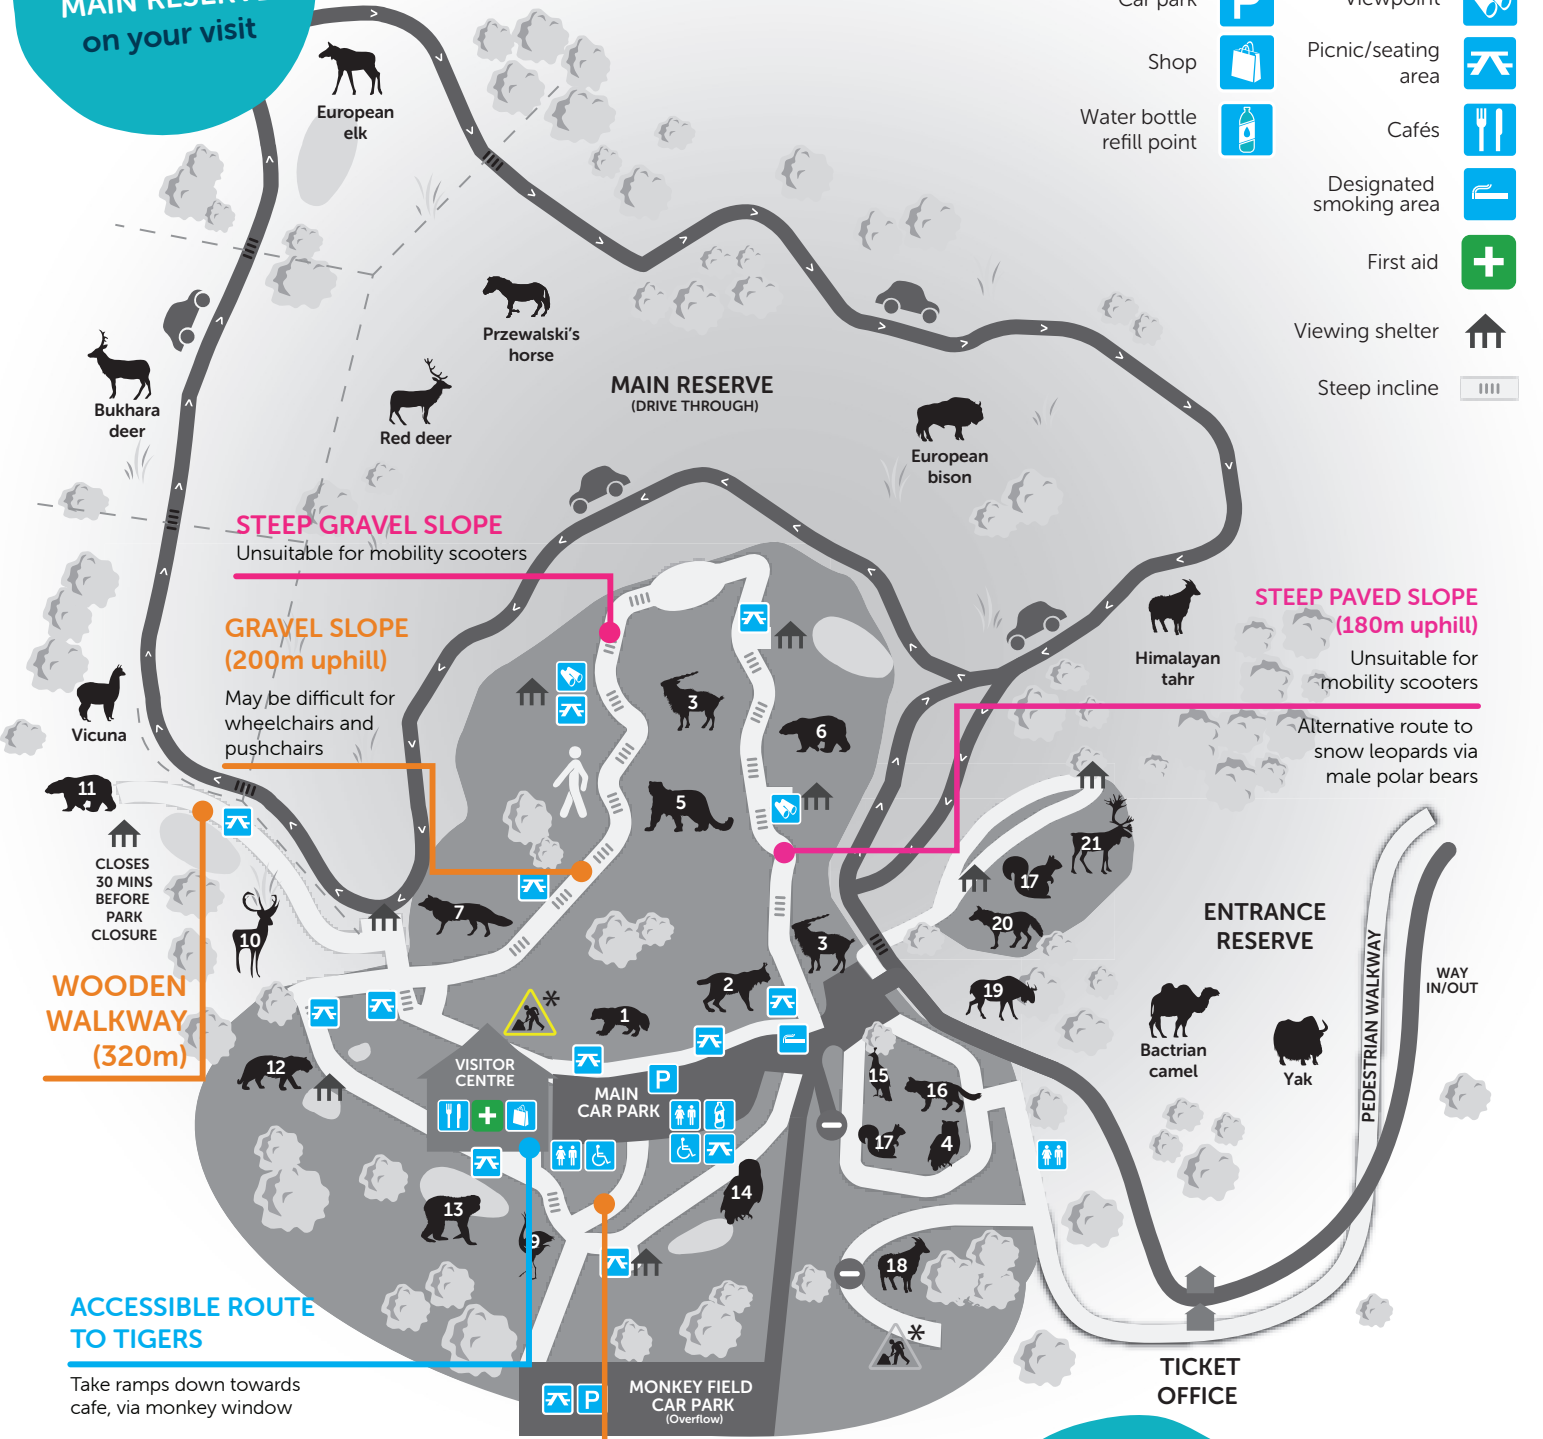 MAIN RESERVE
on your visit
Car park
Viewpoint
Shop
Picnic/seating
area
Water bottle
refill point
Cafés
Designated
smoking area
First aid
Viewing shelter
Steep incline
European
elk
Przewalski's
horse
Bukhara
deer
Red deer
MAIN RESERVE
(DRIVE THROUGH)
European
bison
STEEP GRAVEL SLOPE
Unsuitable for mobility scooters
GRAVEL SLOPE
(200m uphill)
May be difficult for
wheelchairs and
pushchairs
Himalayan
tahr
STEEP PAVED SLOPE
(180m uphill)
Unsuitable for
mobility scooters
Alternative route to
snow leopards via
male polar bears
Vicuna
3
6
11
5
CLOSES
30 MINS
BEFORE
PARK
CLOSURE
21
17
20
7
10
3
ENTRANCE
RESERVE
WOODEN
WALKWAY
(320m)
2
19
1
*
PEDESTRIAN WALKWAY
WAY
IN/OUT
Bactrian
camel
Yak
12
VISITOR
CENTRE
P
MAIN
CAR PARK
15
16
17
4
13
14
9
18
*
ACCESSIBLE ROUTE
TO TIGERS
Take ramps down towards
cafe, via monkey window
P
MONKEY FIELD
CAR PARK
(Overflow)
TICKET
OFFICE